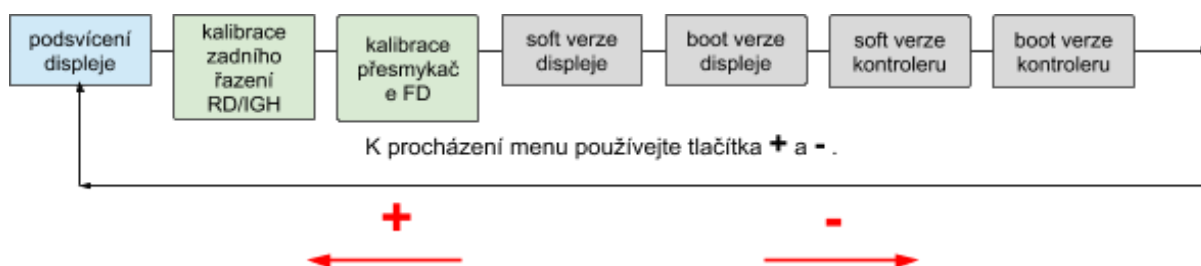 podsvícení
displeje
kalibrace
zadního
řazení
RD/IGH
kalibrace
přesmykač
e FD
soft verze
displeje
boot verze
displeje
soft verze
kontroleru
boot verze
kontroleru
K procházení menu používejte tlačítka + a - .
+
-